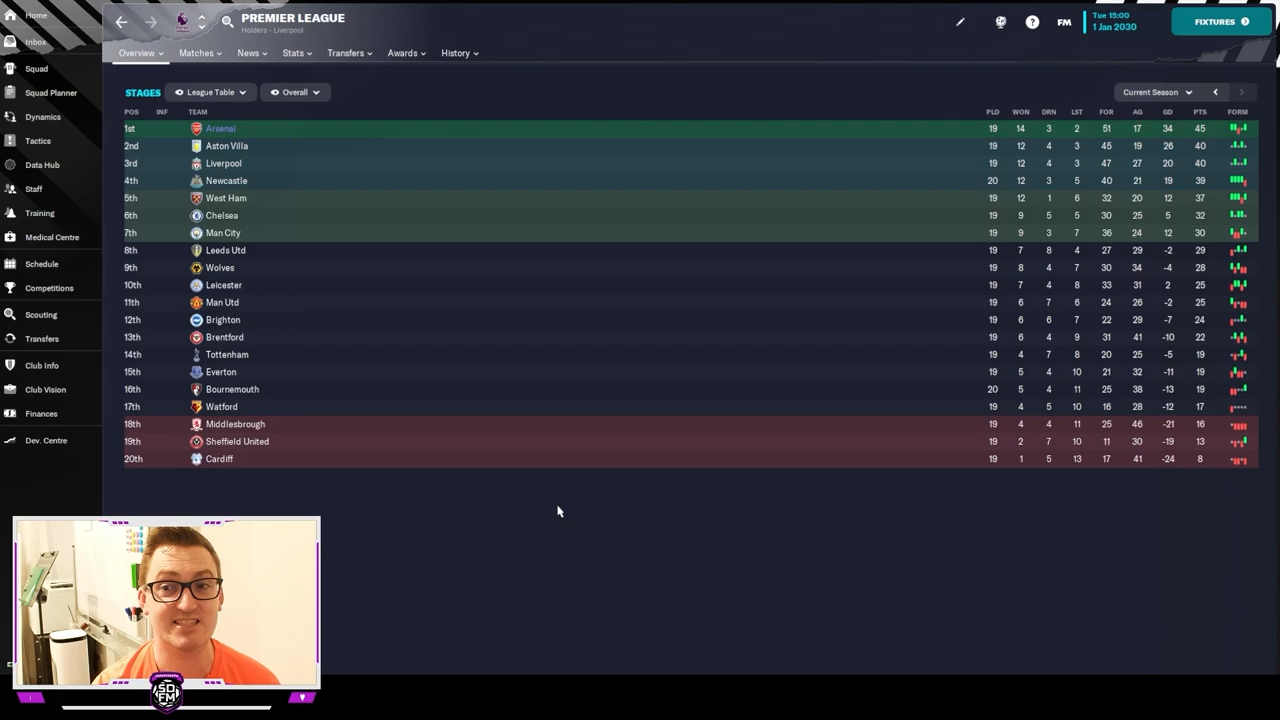 Home
Inbox
Squad
Squad Planner
Dynamics
Tactics
Data Hub
Staff
Training
Medical Centre
Schedule
Competitions
Scouting
Transfers
Club Info
Club Vision
Finances
Dev. Centre
PREMIER LEAGUE
Holders - Liverpool
FM
Tue 15:00
1 Jan 2030
FIXTURES
Overview Matches News Stats Transfers Awards History
STAGES League Table Overall Current Season
POS INF TEAM PLD WON DRN LST FOR AG GD PTS FORM
1st Arsenal 19 14 3 2 51 17 34 45
2nd Aston Villa 19 12 4 3 45 19 26 40
3rd Liverpool 19 12 4 3 47 27 20 40
4th Newcastle 20 12 3 5 40 21 19 39
5th West Ham 19 12 1 6 32 20 12 37
6th Chelsea 19 9 5 5 30 25 5 32
7th Man City 19 9 3 7 36 24 12 30
8th Leeds Utd 19 7 8 4 27 29 -2 29
9th Wolves 19 8 4 7 30 34 -4 28
10th Leicester 19 7 4 8 33 31 2 25
11th Man Utd 19 6 7 6 24 26 -2 25
12th Brighton 19 6 6 7 22 29 -7 24
13th Brentford 19 6 4 9 31 41 -10 22
14th Tottenham 19 4 7 8 20 25 -5 19
15th Everton 19 5 4 10 21 32 -11 19
16th Bournemouth 20 5 4 11 25 38 -13 19
17th Watford 19 4 5 10 16 28 -12 17
18th Middlesbrough 19 4 4 11 25 46 -21 16
19th Sheffield United 19 2 7 10 11 30 -19 13
20th Cardiff 19 1 5 13 17 41 -24 8
SD
FM